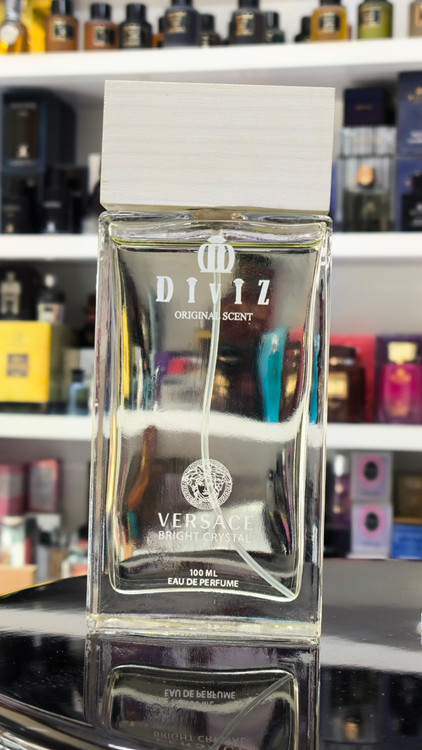 DIVIZ
ORIGINAL SCENT
VERSACE
BRIGHT CRYSTAL
100 ML
EAU DE PERFUME